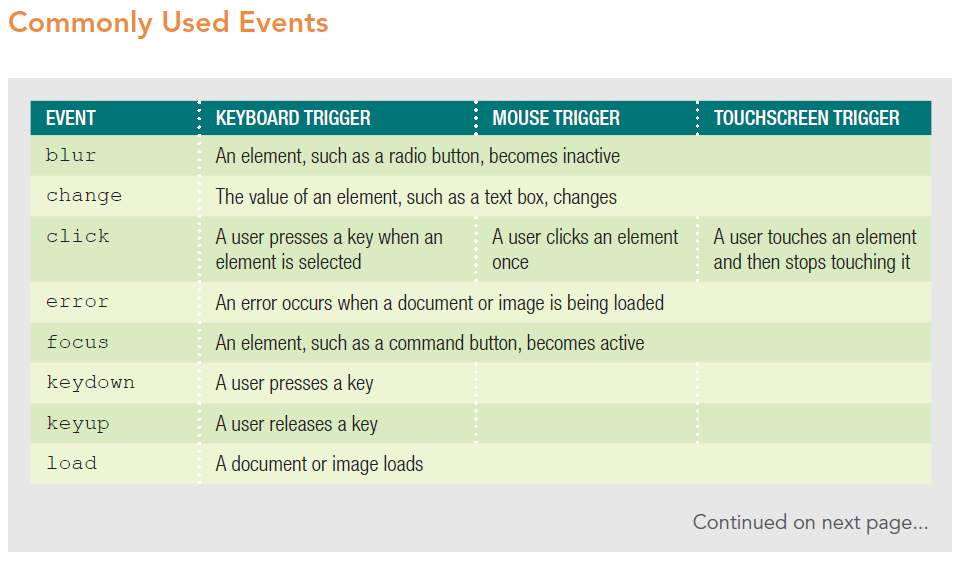 Commonly Used Events
EVENT KEYBOARD TRIGGER MOUSE TRIGGER TOUCHSCREEN TRIGGER
blur An element, such as a radio button, becomes inactive
change The value of an element, such as a text box, changes
click A user presses a key when an A user clicks an element A user touches an element
element is selected once and then stops touching it
error An error occurs when a document or image is being loaded
focus An element, such as a command button, becomes active
keydown A user presses a key
keyup A user releases a key
load A document or image loads
Continued on next page...